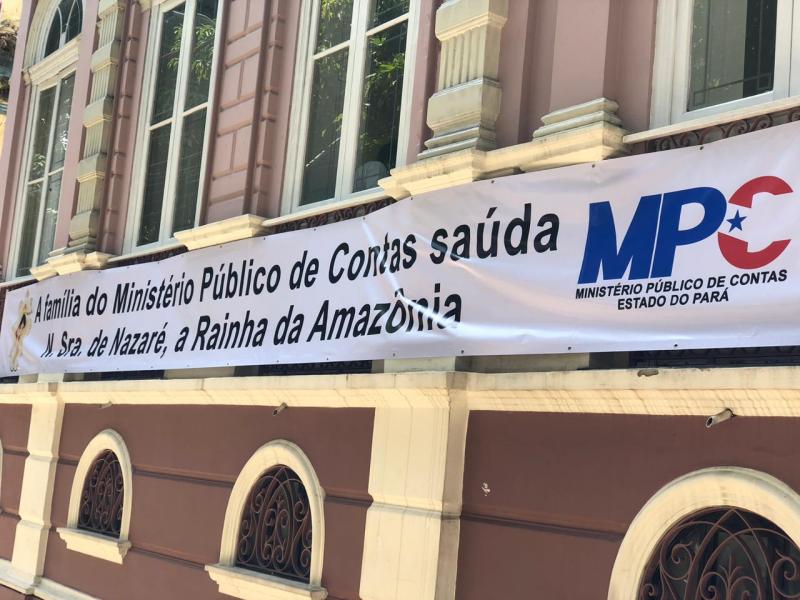 A família do Ministério Público de Contas saúda
N. Sra. de Nazaré, a Rainha da Amazônia
MPC
MINISTÉRIO PÚBLICO DE CONTAS
ESTADO DO PARÁ